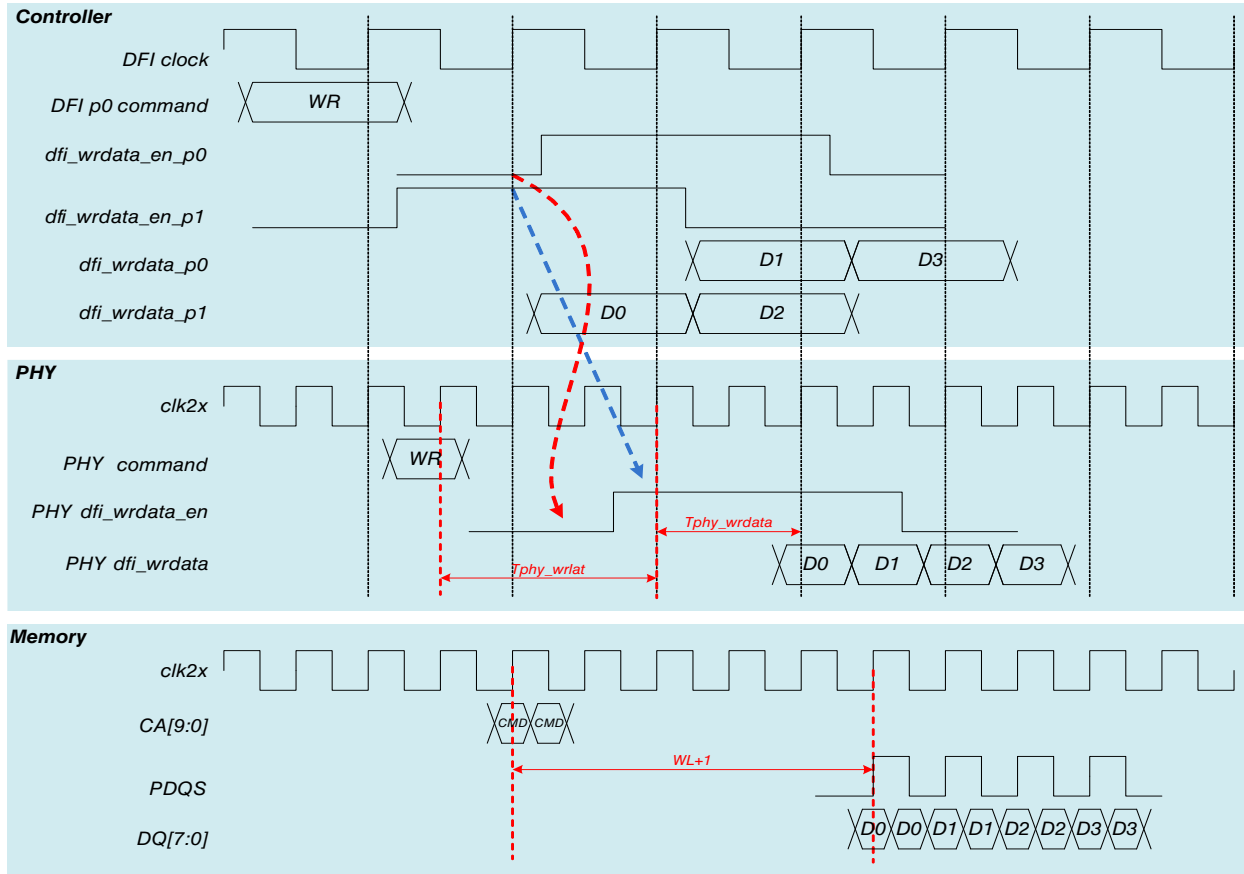 Controller
DFI clock
DFI p0 command
WR
dfi_wrdata_en_p0
dfi_wrdata_en_p1
dfi_wrdata_p0
D1
D3
dfi_wrdata_p1
D0
D2
PHY
clk2x
PHY command
WR
PHY dfi_wrdata_en
Tphy_wrdata
PHY dfi_wrdata
Tphy_wrlat
D0
D1
D2
D3
Memory
clk2x
CA[9:0]
CMD
CMD
WL+1
PDQS
DQ[7:0]
D0
D0
D1
D1
D2
D2
D3
D3